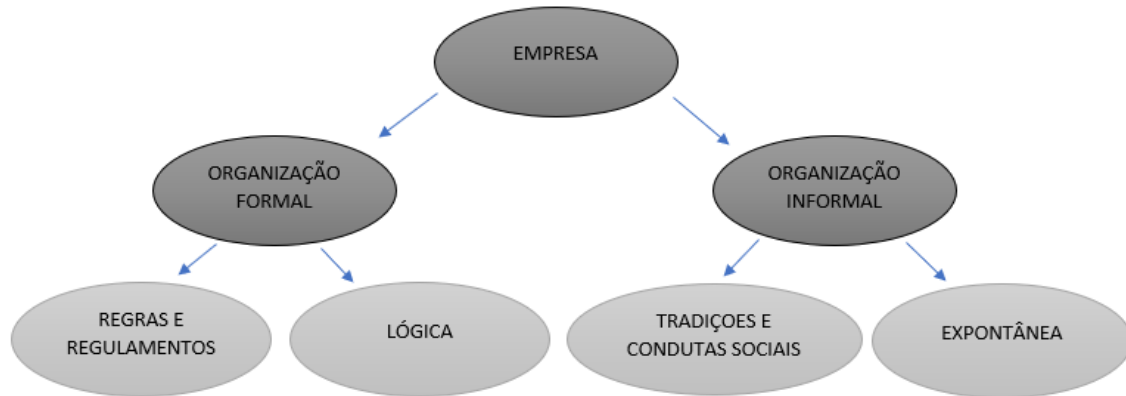 EMPRESA
ORGANIZAÇÃO
FORMAL
ORGANIZAÇÃO
INFORMAL
REGRAS E
REGULAMENTOS
LÓGICA
TRADIÇOES E
CONDUTAS SOCIAIS
EXPONTÂNEA